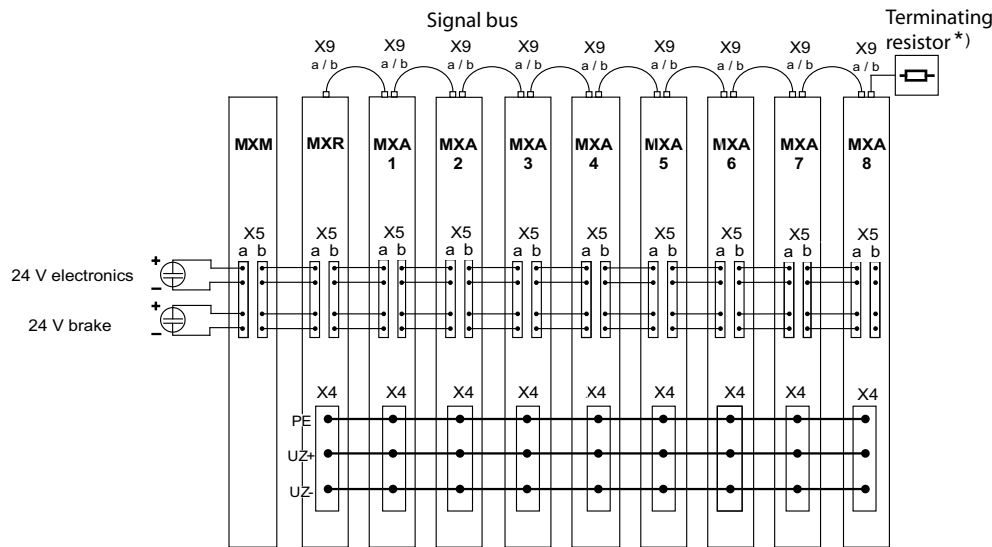 Signal bus
Terminating
resistor *)
X9 X9 X9 X9 X9 X9 X9 X9 X9
a / b a / b a / b a / b a / b a / b a / b a / b a / b
MXM MXR MXA MXA MXA MXA MXA MXA MXA MXA
1 2 3 4 5 6 7 8
X5 X5 X5 X5 X5 X5 X5 X5 X5 X5
a b a b a b a b a b a b a b a b a b a b
+
24 V electronics
–
+
24 V brake
–
X4 X4 X4 X4 X4 X4 X4 X4 X4
PE
UZ+
UZ-